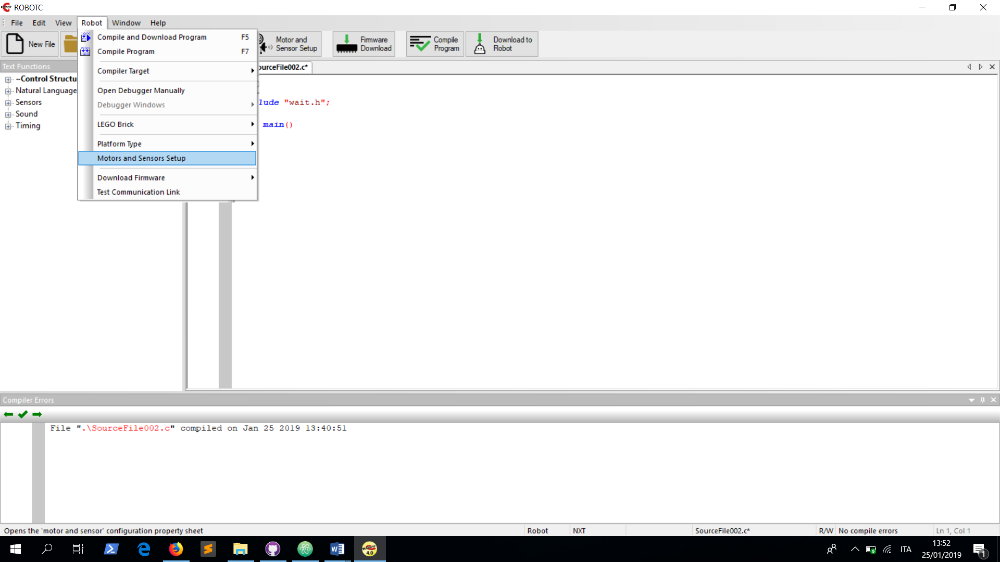 ROBOTC
File Edit View Robot Window Help
New File
Motor and
Sensor Setup
Firmware
Download
Compile
Program
Download to
Robot
Compile and Download Program F5
Compile Program F7
Compiler Target
Open Debugger Manually
Debugger Windows
LEGO Brick
Platform Type
Motors and Sensors Setup
Download Firmware
Test Communication Link
Text Functions
~Control Structu
Natural Language
Sensors
Sound
Timing
ourceFile002.c*
lude "wait.h";
main()
Compiler Errors
File ".\SourceFile002.c" compiled on Jan 25 2019 13:40:51
Opens the 'motor and sensor' configuration property sheet
Robot NXT SourceFile002.c* R/W No compile errors Ln 1, Col 1
4.0
ITA
13:52
25/01/2019
1